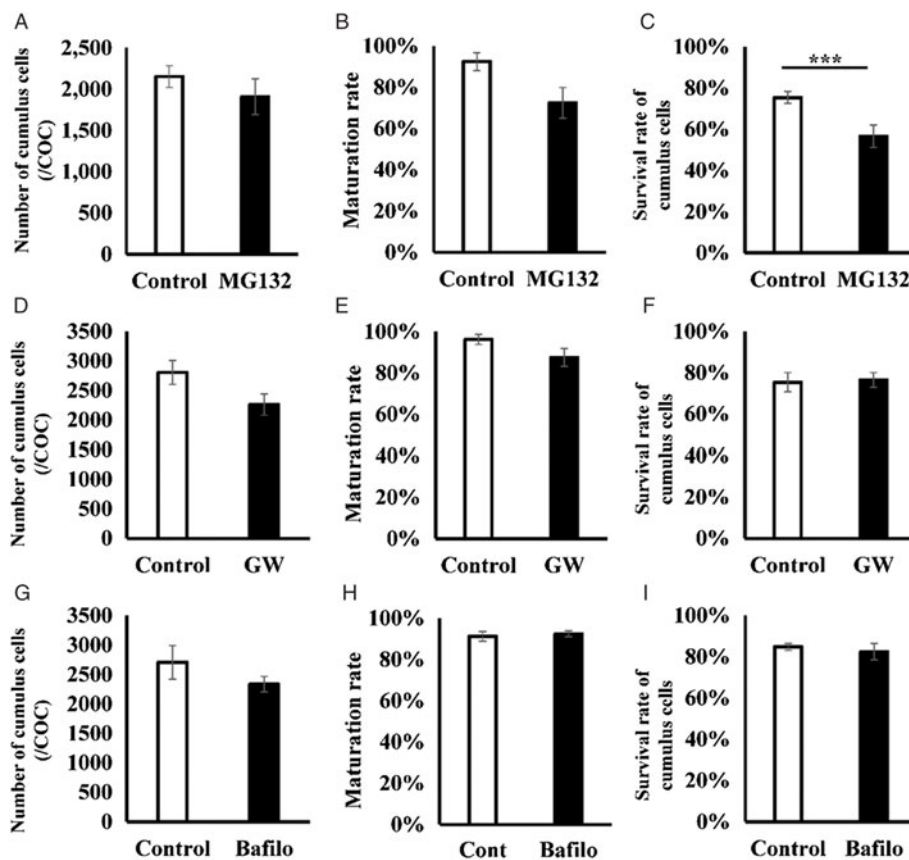 A
Number of cumulus cells
(/COC)
2,500
2,000
1,500
1,000
500
0
Control MG132
B
Maturation rate
100%
80%
60%
40%
20%
0%
Control MG132
C
Survival rate of
cumulus cells
100%
80%
60%
40%
20%
0%
***
Control MG132
D
Number of cumulus cells
(/COC)
3500
3000
2500
2000
1500
1000
500
0
Control GW
E
Maturation rate
100%
80%
60%
40%
20%
0%
Control GW
F
Survival rate of
cumulus cells
100%
80%
60%
40%
20%
0%
Control GW
G
Number of cumulus cells
(/COC)
3500
3000
2500
2000
1500
1000
500
0
Control Bafilo
H
Maturation rate
100%
80%
60%
40%
20%
0%
Cont Bafilo
I
Survival rate of
cumulus cells
100%
80%
60%
40%
20%
0%
Control Bafilo